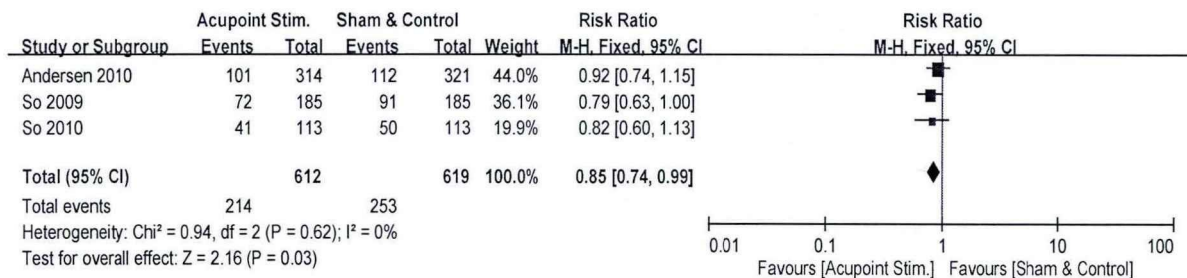 Acupoint Stim. Sham & Control Risk Ratio Risk Ratio
Study or Subgroup Events Total Events Total Weight M-H, Fixed, 95% CI M-H, Fixed, 95% CI
Andersen 2010 101 314 112 321 44.0% 0.92 [0.74, 1.15]
So 2009 72 185 91 185 36.1% 0.79 [0.63, 1.00]
So 2010 41 113 50 113 19.9% 0.82 [0.60, 1.13]
Total (95% CI) 612 619 100.0% 0.85 [0.74, 0.99]
Total events 214 253
Heterogeneity: Chi² = 0.94, df = 2 (P = 0.62); I² = 0%
Test for overall effect: Z = 2.16 (P = 0.03)
0.01 0.1 1 10 100
Favours [Acupoint Stim.] Favours [Sham & Control]